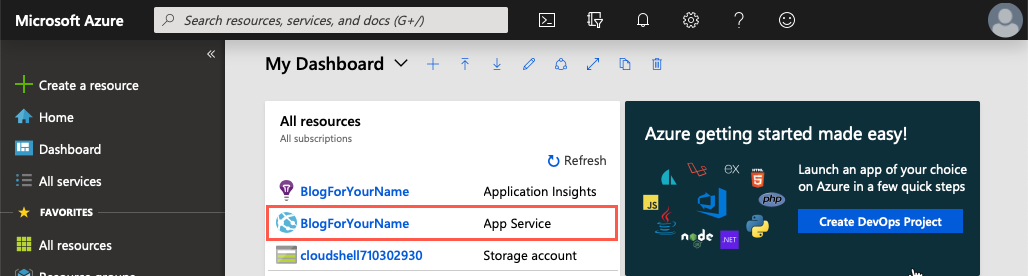 Microsoft Azure
Search resources, services, and docs (G+/)
«
Create a resource
Home
Dashboard
All services
FAVORITES
All resources
Resource groups
My Dashboard
All resources
All subscriptions
Refresh
BlogForYourName Application Insights
BlogForYourName App Service
cloudshell710302930 Storage account
Azure getting started made easy!
Launch an app of your choice
on Azure in a few quick steps
Create DevOps Project
ex
HTML
php
JS
node
.NET